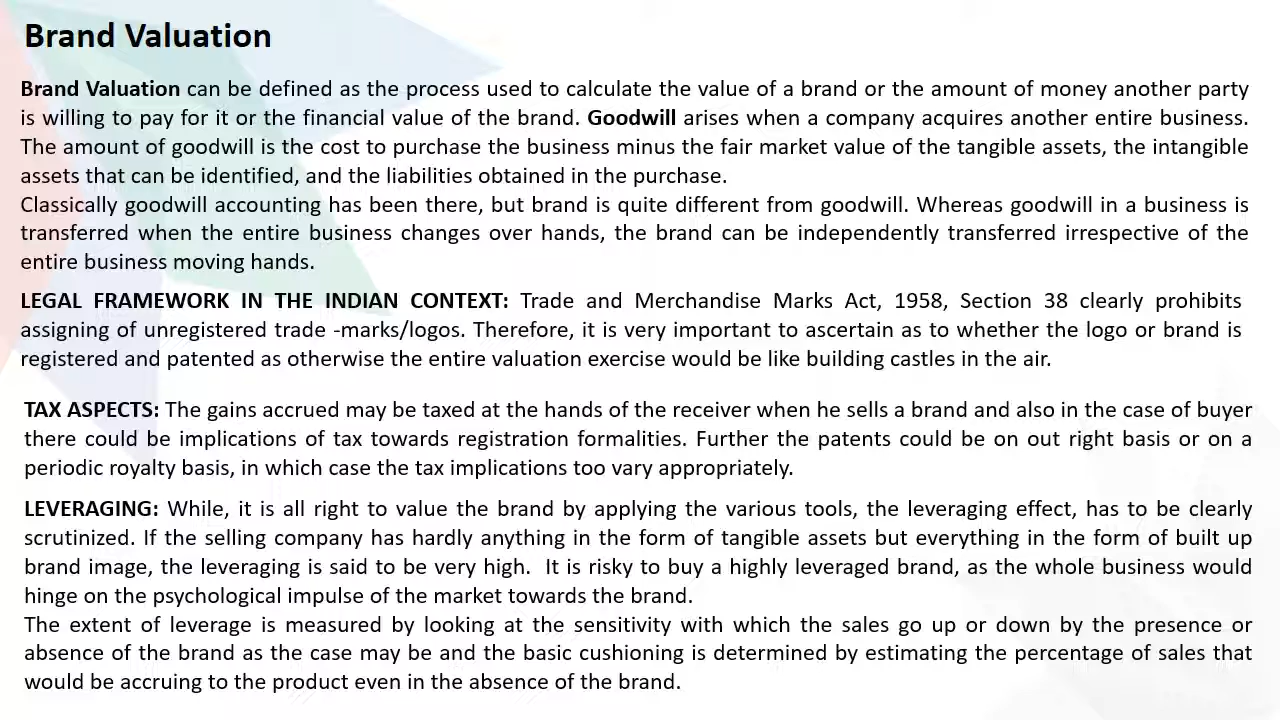 Brand Valuation
Brand Valuation can be defined as the process used to calculate the value of a brand or the amount of money another party
is willing to pay for it or the financial value of the brand. Goodwill arises when a company acquires another entire business.
The amount of goodwill is the cost to purchase the business minus the fair market value of the tangible assets, the intangible
assets that can be identified, and the liabilities obtained in the purchase.
Classically goodwill accounting has been there, but brand is quite different from goodwill. Whereas goodwill in a business is
transferred when the entire business changes over hands, the brand can be independently transferred irrespective of the
entire business moving hands.
LEGAL FRAMEWORK IN THE INDIAN CONTEXT: Trade and Merchandise Marks Act, 1958, Section 38 clearly prohibits
assigning of unregistered trade -marks/logos. Therefore, it is very important to ascertain as to whether the logo or brand is
registered and patented as otherwise the entire valuation exercise would be like building castles in the air.
TAX ASPECTS: The gains accrued may be taxed at the hands of the receiver when he sells a brand and also in the case of buyer
there could be implications of tax towards registration formalities. Further the patents could be on out right basis or on a
periodic royalty basis, in which case the tax implications too vary appropriately.
LEVERAGING: While, it is all right to value the brand by applying the various tools, the leveraging effect, has to be clearly
scrutinized. If the selling company has hardly anything in the form of tangible assets but everything in the form of built up
brand image, the leveraging is said to be very high.  It is risky to buy a highly leveraged brand, as the whole business would
hinge on the psychological impulse of the market towards the brand.
The extent of leverage is measured by looking at the sensitivity with which the sales go up or down by the presence or
absence of the brand as the case may be and the basic cushioning is determined by estimating the percentage of sales that
would be accruing to the product even in the absence of the brand.